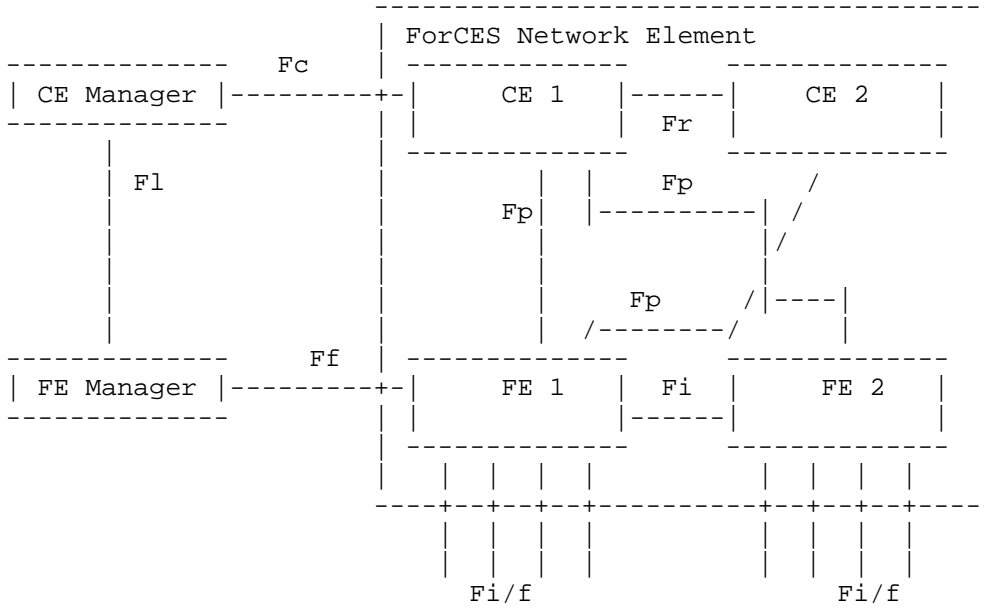 ForCES Network Element
Fc
CE Manager CE 1 CE 2
Fr
Fl Fp
Fp
Fp
Ff
FE Manager FE 1 Fi FE 2
Fi/f Fi/f